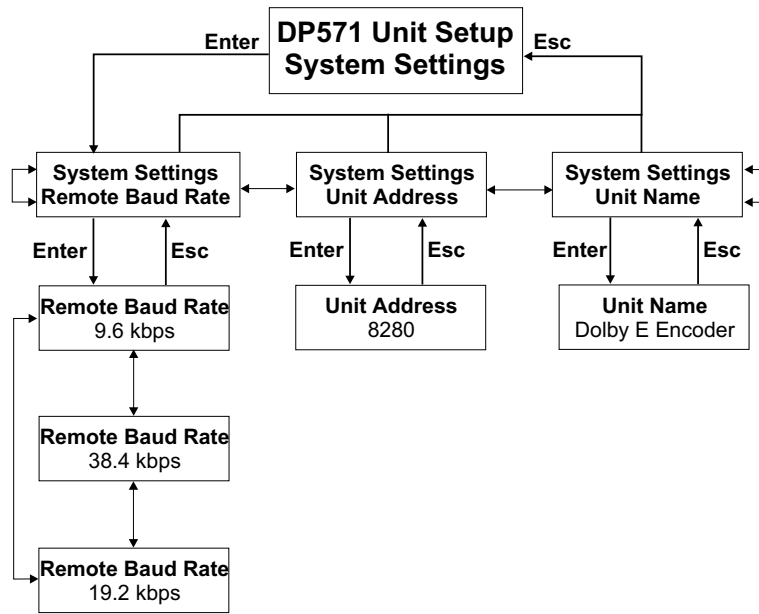 DP571 Unit Setup
System Settings
Enter
Esc
System Settings
Remote Baud Rate
System Settings
Unit Address
System Settings
Unit Name
Enter
Esc
Enter
Esc
Enter
Esc
Remote Baud Rate
9.6 kbps
Unit Address
8280
Unit Name
Dolby E Encoder
Remote Baud Rate
38.4 kbps
Remote Baud Rate
19.2 kbps